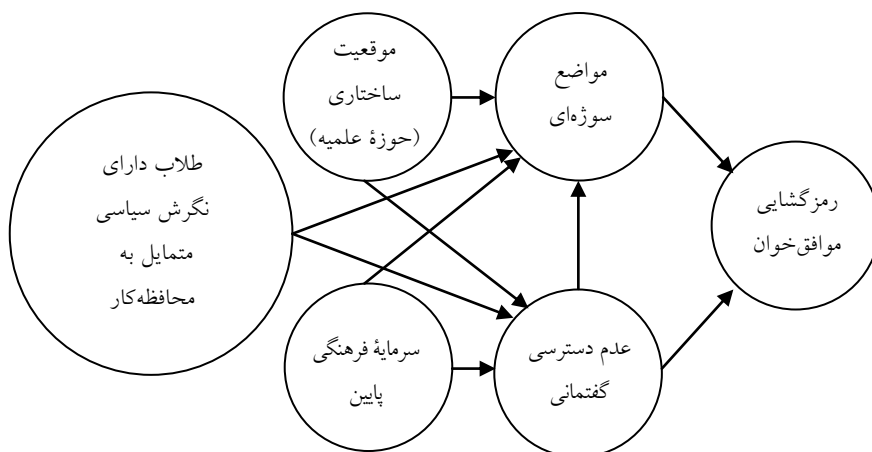 موقعیت
ساختاری
(حوزهٔ علمیه)
مواضع
سوژه‌ای
طلاب دارای
نگرش سیاسی
متمایل به
محافظه‌کار
رمزگشایی
موافق‌خوان
سرمایهٔ فرهنگی
پایین
عدم دسترسی
گفتمانی